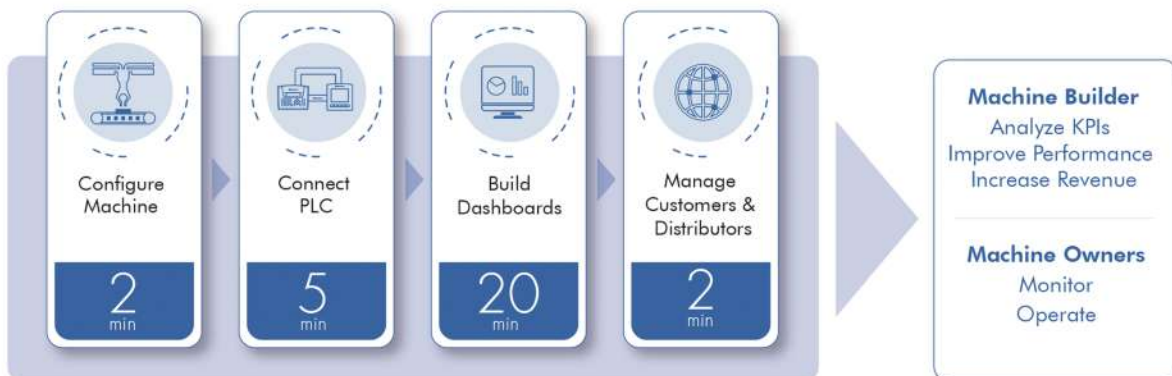 Configure
Machine
2
min
Connect
PLC
5
min
Build
Dashboards
20
min
Manage
Customers &
Distributors
2
min
Machine Builder
Analyze KPIs
Improve Performance
Increase Revenue
Machine Owners
Monitor
Operate